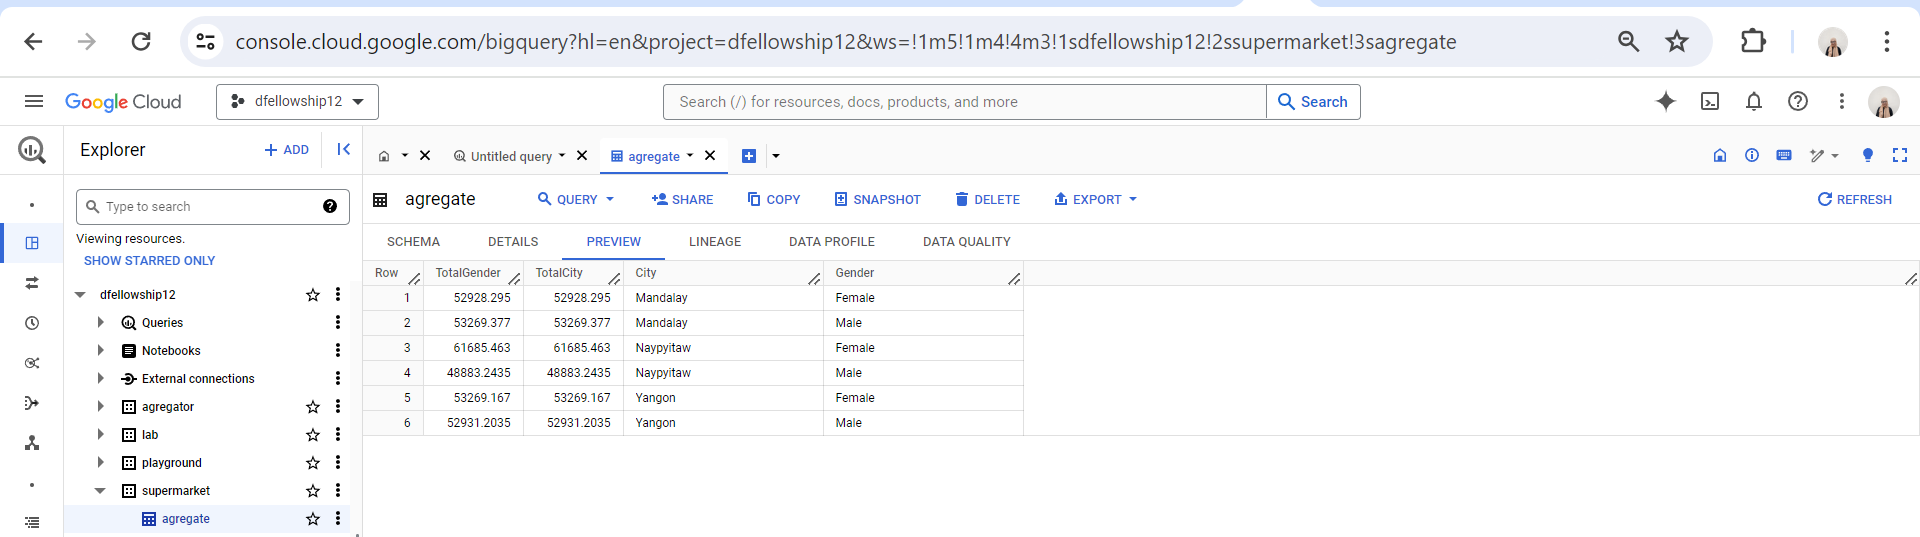 console.cloud.google.com/bigquery?hl=en&project=dfellowship12&ws=!1m5!1m4!4m3!1sdfellowship12!2ssupermarket!3sagregate
Google Cloud dfellowship12 Search (/) for resources, docs, products, and more Search
Explorer + ADD
Untitled query agregate
Type to search
Viewing resources.
SHOW STARRED ONLY
dfellowship12
Queries
Notebooks
External connections
agregator
lab
playground
supermarket
agregate
agregate QUERY SHARE COPY SNAPSHOT DELETE EXPORT REFRESH
SCHEMA DETAILS PREVIEW LINEAGE DATA PROFILE DATA QUALITY
Row TotalGender TotalCity City Gender
1 52928.295 52928.295 Mandalay Female
2 53269.377 53269.377 Mandalay Male
3 61685.463 61685.463 Naypyitaw Female
4 48883.2435 48883.2435 Naypyitaw Male
5 53269.167 53269.167 Yangon Female
6 52931.2035 52931.2035 Yangon Male